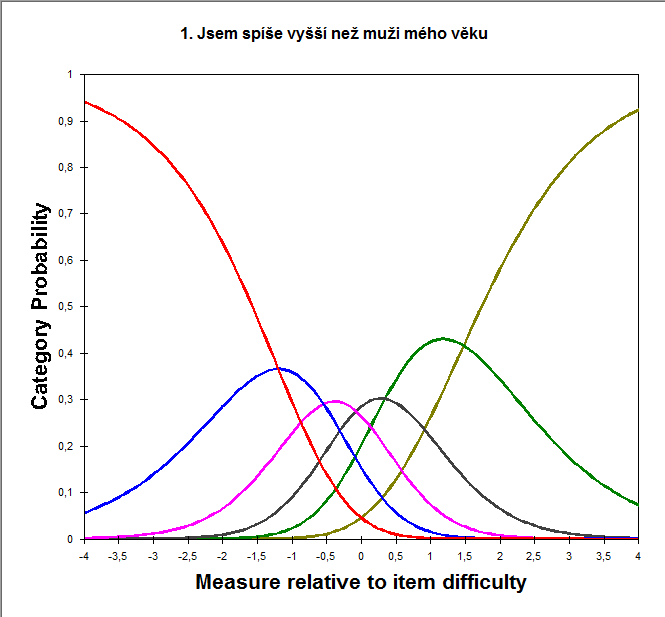 1. Jsem spíše vyšší než muži mého věku
1
0,9
0,8
0,7
0,6
0,5
0,4
0,3
0,2
0,1
0
Category Probability
-4 -3,5 -3 -2,5 -2 -1,5 -1 -0,5 0 0,5 1 1,5 2 2,5 3 3,5 4
Measure relative to item difficulty